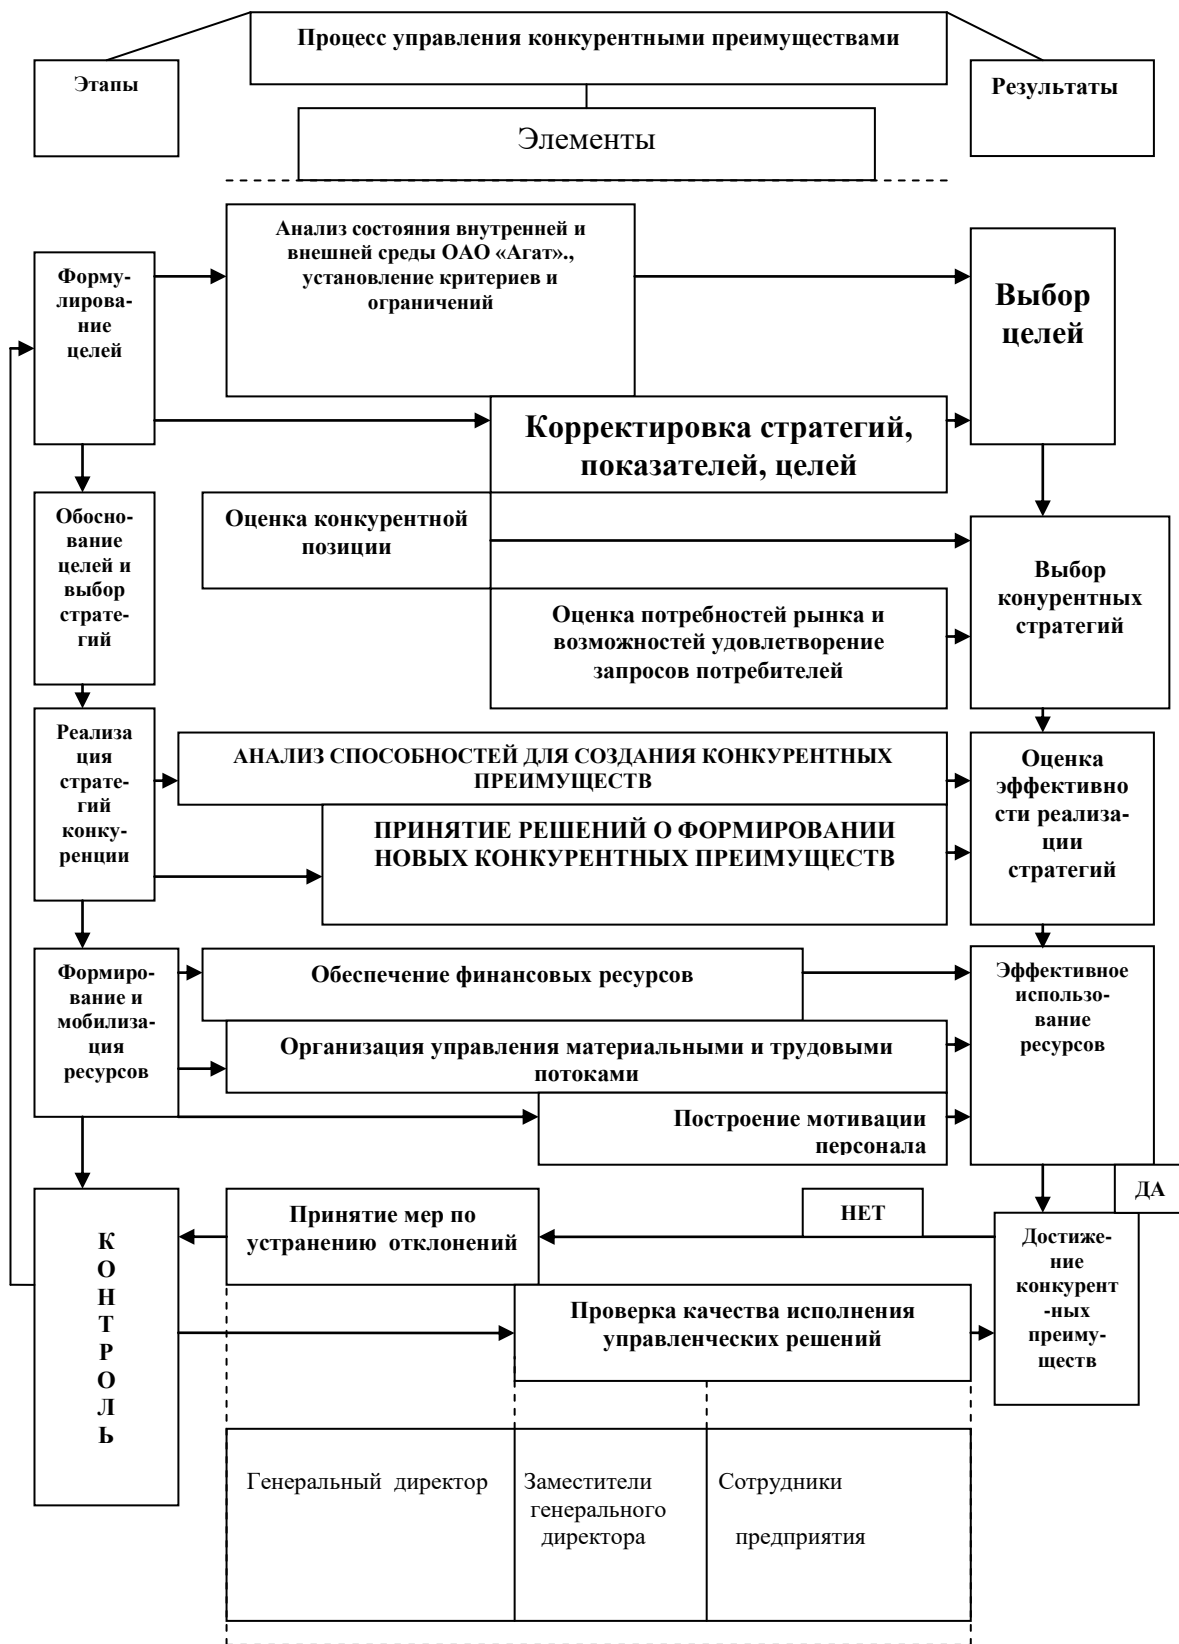 Процесс управления конкурентными преимуществами
Этапы
Результаты
Элементы
Анализ состояния внутренней и
внешней среды ОАО «Агат».,
установление критериев и
ограничений
Форму-
лирова-
ние
целей
Выбор
целей
Корректировка стратегий,
показателей, целей
Обосно-
вание
целей и
выбор
страте-
гий
Оценка конкурентной
позиции
Выбор
конурентных
стратегий
Оценка потребностей рынка и
возможностей удовлетворение
запросов потребителей
Реализа
ция
страте-
гий
конку-
ренции
АНАЛИЗ СПОСОБНОСТЕЙ ДЛЯ СОЗДАНИЯ КОНКУРЕНТНЫХ
ПРЕИМУЩЕСТВ
ПРИНЯТИЕ РЕШЕНИЙ О ФОРМИРОВАНИИ
НОВЫХ КОНКУРЕНТНЫХ ПРЕИМУЩЕСТВ
Оценка
эффективно
сти реализа-
ции
стратегий
Формиро-
вание и
мобилиза-
ция
ресурсов
Обеспечение финансовых ресурсов
Эффективное
использо-
вание
ресурсов
Организация управления материальными и трудовыми
потоками
Построение мотивации
персонала
ДА
НЕТ
Принятие мер по
устранению отклонений
К
О
Н
Т
Р
О
Л
Ь
Достиже-
ние
конкурент
-ных
преиму-
ществ
Проверка качества исполнения
управленческих решений
Генеральный директор
Заместители
генерального
директора
Сотрудники
предприятия